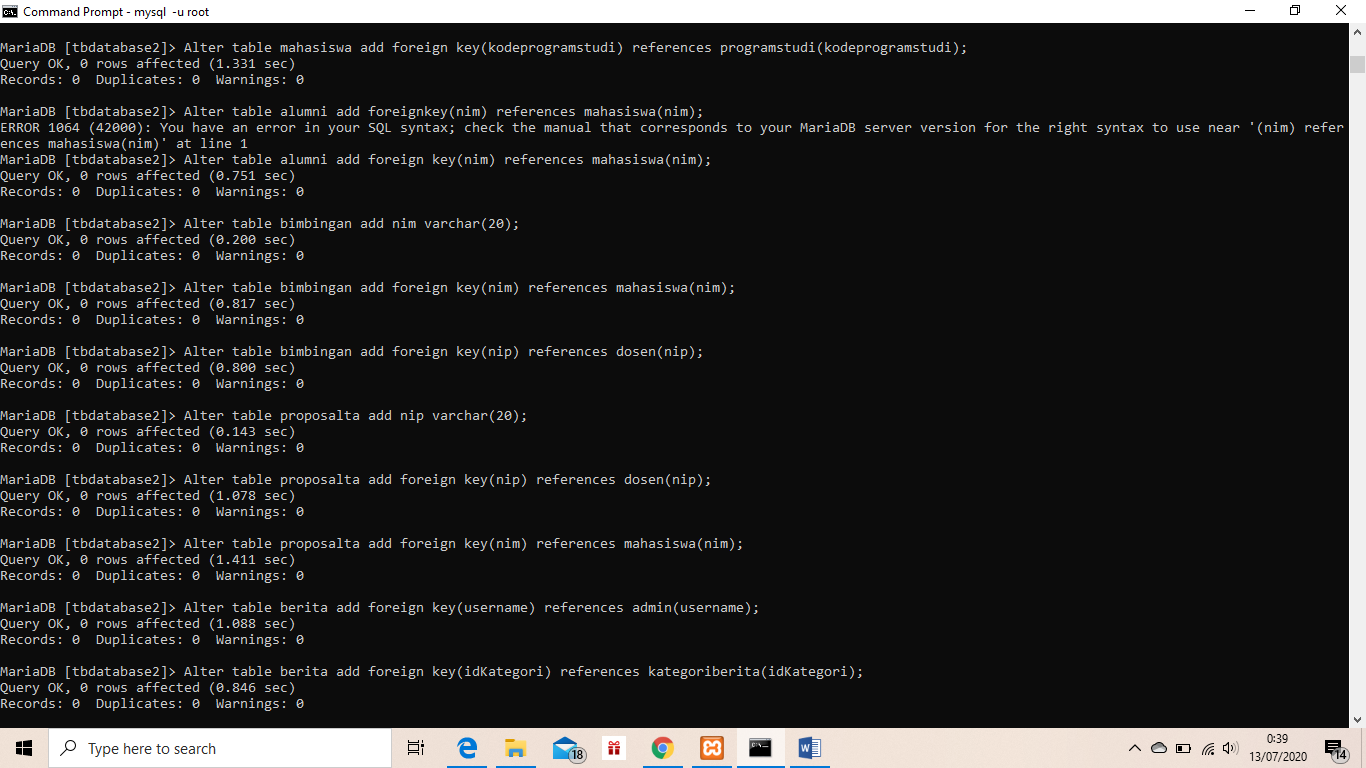 Command Prompt - mysql -u root
MariaDB [tbdatabase2]> Alter table mahasiswa add foreign key(kodeprogramstudi) references programstudi(kodeprogramstudi);
Query OK, 0 rows affected (1.331 sec)
Records: 0  Duplicates: 0  Warnings: 0
MariaDB [tbdatabase2]> Alter table alumni add foreignkey(nim) references mahasiswa(nim);
ERROR 1064 (42000): You have an error in your SQL syntax; check the manual that corresponds to your MariaDB server version for the right syntax to use near '(nim) refer
ences mahasiswa(nim)' at line 1
MariaDB [tbdatabase2]> Alter table alumni add foreign key(nim) references mahasiswa(nim);
Query OK, 0 rows affected (0.751 sec)
Records: 0  Duplicates: 0  Warnings: 0
MariaDB [tbdatabase2]> Alter table bimbingan add nim varchar(20);
Query OK, 0 rows affected (0.200 sec)
Records: 0  Duplicates: 0  Warnings: 0
MariaDB [tbdatabase2]> Alter table bimbingan add foreign key(nim) references mahasiswa(nim);
Query OK, 0 rows affected (0.817 sec)
Records: 0  Duplicates: 0  Warnings: 0
MariaDB [tbdatabase2]> Alter table bimbingan add foreign key(nip) references dosen(nip);
Query OK, 0 rows affected (0.800 sec)
Records: 0  Duplicates: 0  Warnings: 0
MariaDB [tbdatabase2]> Alter table proposalta add nip varchar(20);
Query OK, 0 rows affected (0.143 sec)
Records: 0  Duplicates: 0  Warnings: 0
MariaDB [tbdatabase2]> Alter table proposalta add foreign key(nip) references dosen(nip);
Query OK, 0 rows affected (1.078 sec)
Records: 0  Duplicates: 0  Warnings: 0
MariaDB [tbdatabase2]> Alter table proposalta add foreign key(nim) references mahasiswa(nim);
Query OK, 0 rows affected (1.411 sec)
Records: 0  Duplicates: 0  Warnings: 0
MariaDB [tbdatabase2]> Alter table berita add foreign key(username) references admin(username);
Query OK, 0 rows affected (1.088 sec)
Records: 0  Duplicates: 0  Warnings: 0
MariaDB [tbdatabase2]> Alter table berita add foreign key(idKategori) references kategoriberita(idKategori);
Query OK, 0 rows affected (0.846 sec)
Records: 0  Duplicates: 0  Warnings: 0
Type here to search
18
0:39
13/07/2020
14